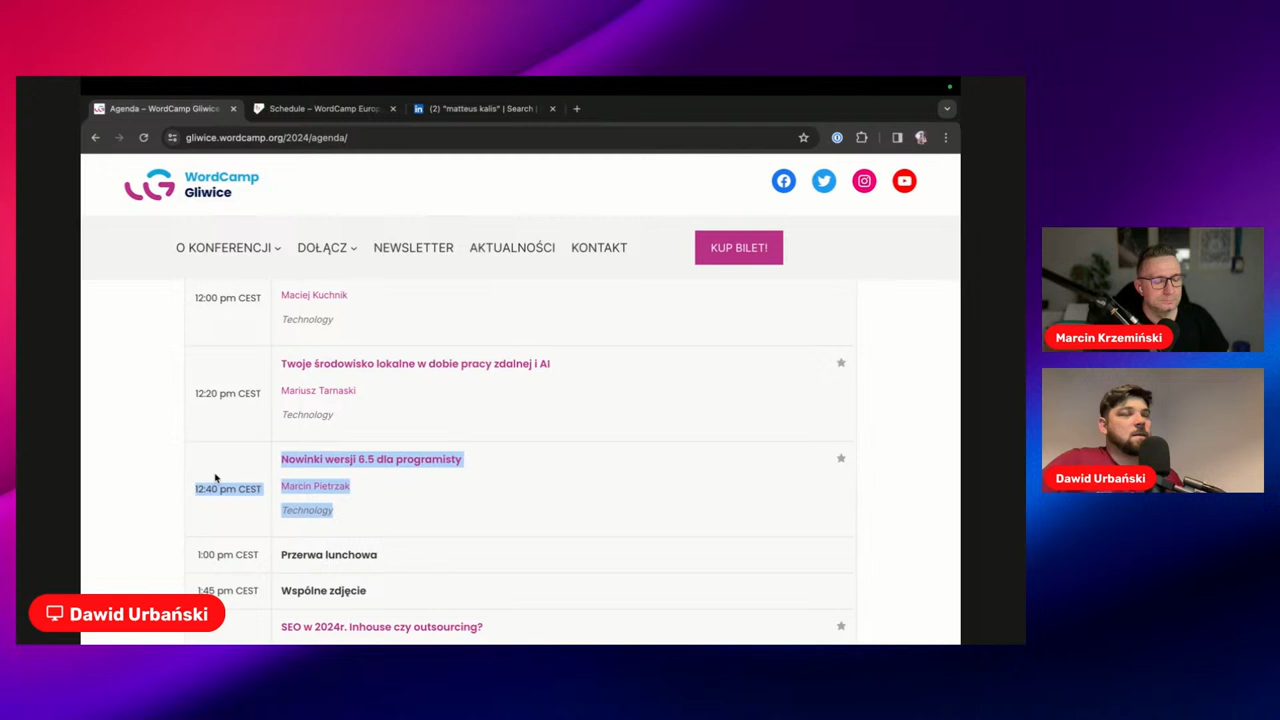 Agenda – WordCamp Gliwice
Schedule – WordCamp Europ
(2) "matteus kalis" | Search |
gliwice.wordcamp.org/2024/agenda/
WordCamp
Gliwice
O KONFERENCJI
DOŁĄCZ
NEWSLETTER
AKTUALNOŚCI
KONTAKT
KUP BILET!
12:00 pm CEST
Maciej Kuchnik
Technology
12:20 pm CEST
Twoje środowisko lokalne w dobie pracy zdalnej i AI
Mariusz Tarnaski
Technology
12:40 pm CEST
Nowinki wersji 6.5 dla programisty
Marcin Pietrzak
Technology
1:00 pm CEST
Przerwa lunchowa
1:45 pm CEST
Wspólne zdjęcie
SEO w 2024r. Inhouse czy outsourcing?
Dawid Urbański
Marcin Krzemiński
Dawid Urbański